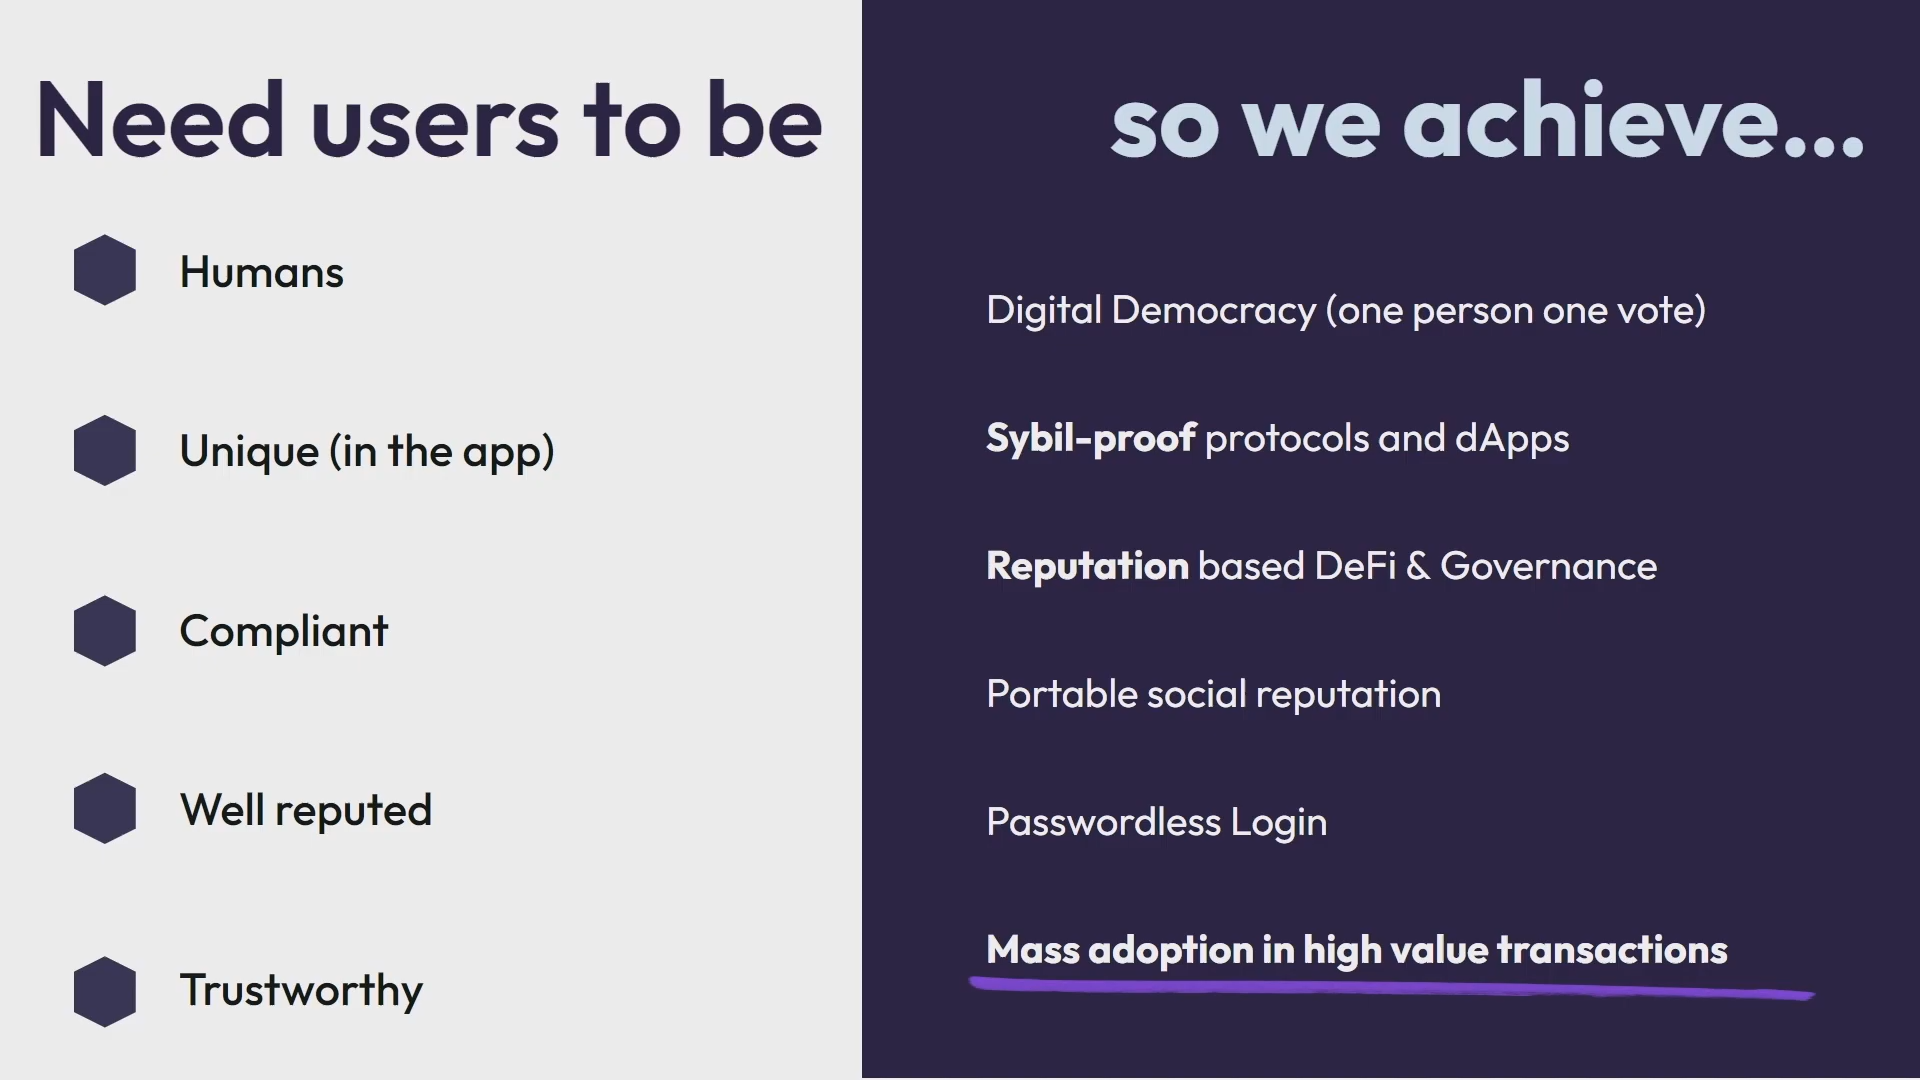 Need users to be
Humans
Unique (in the app)
Compliant
Well reputed
Trustworthy
so we achieve...
Digital Democracy (one person one vote)
Sybil-proof protocols and dApps
Reputation based DeFi & Governance
Portable social reputation
Passwordless Login
Mass adoption in high value transactions